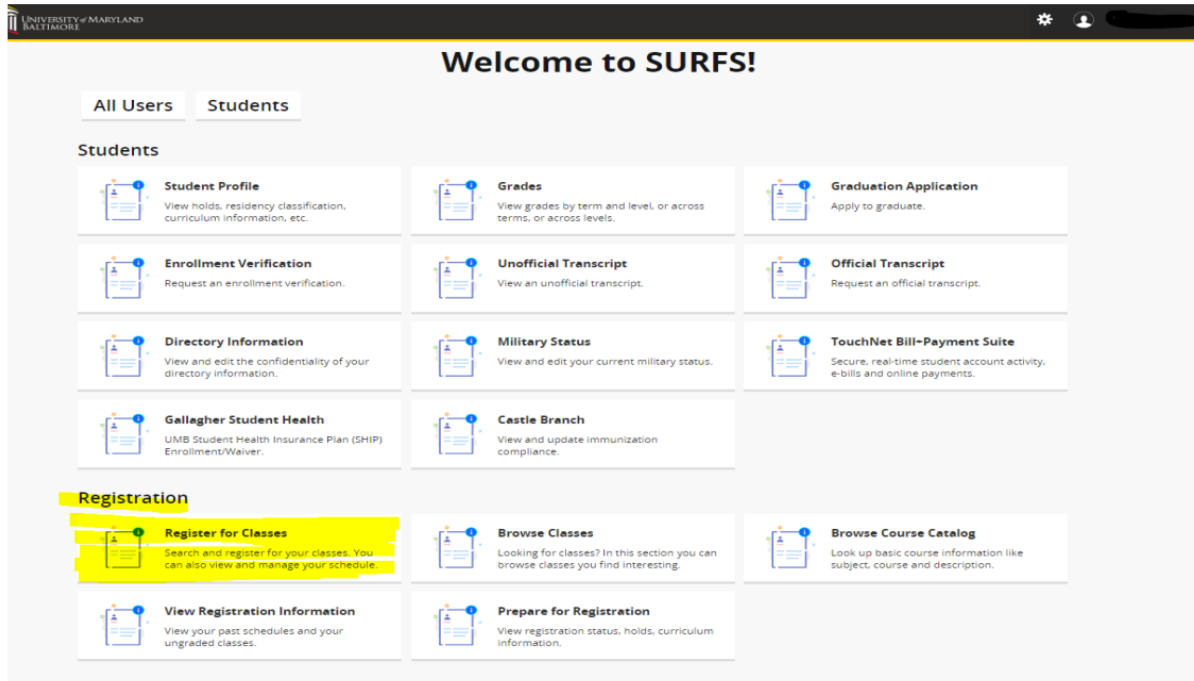 UNIVERSITY of MARYLAND
BALTIMORE
Welcome to SURFS!
All Users
Students
Students
Student Profile
View holds, residency classification,
curriculum information, etc.
Grades
View grades by term and level, or across
terms, or across levels.
Graduation Application
Apply to graduate.
Enrollment Verification
Request an enrollment verification.
Unofficial Transcript
View an unofficial transcript.
Official Transcript
Request an official transcript.
Directory Information
View and edit the confidentiality of your
directory information.
Military Status
View and edit your current military status.
TouchNet Bill+Payment Suite
Secure, real-time student account activity,
e-bills and online payments.
Gallagher Student Health
UMB Student Health Insurance Plan (SHIP)
Enrollment/Waiver.
Castle Branch
View and update immunization
compliance.
Registration
Register for Classes
Search and register for your classes. You
can also view and manage your schedule.
Browse Classes
Looking for classes? In this section you can
browse classes you find interesting.
Browse Course Catalog
Look up basic course information like
subject, course and description.
View Registration Information
View your past schedules and your
ungraded classes.
Prepare for Registration
View registration status, holds, curriculum
information.